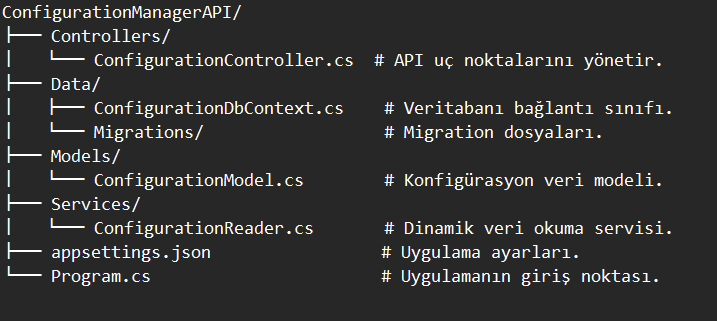 ConfigurationManagerAPI/
├── Controllers/
│   └── ConfigurationController.cs  # API uç noktalarını yönetir.
├── Data/
│   ├── ConfigurationDbContext.cs    # Veritabanı bağlantı sınıfı.
│   └── Migrations/                  # Migration dosyaları.
├── Models/
│   └── ConfigurationModel.cs        # Konfigürasyon veri modeli.
├── Services/
│   └── ConfigurationReader.cs       # Dinamik veri okuma servisi.
├── appsettings.json                # Uygulama ayarları.
└── Program.cs                      # Uygulamanın giriş noktası.